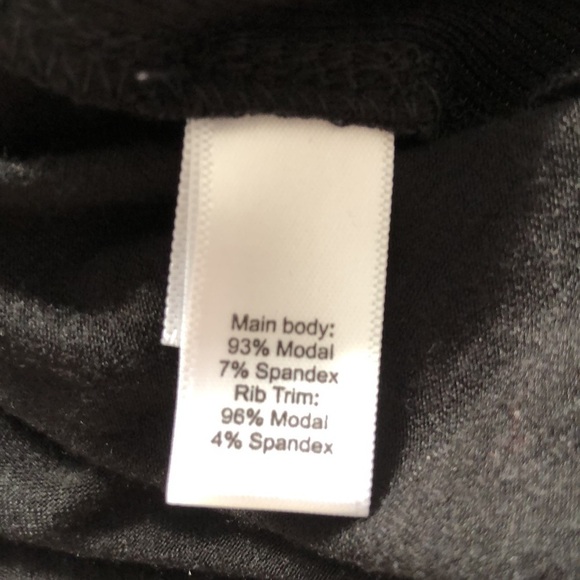 Main body:
93% Modal
7% Spandex
Rib Trim:
96% Modal
4% Spandex